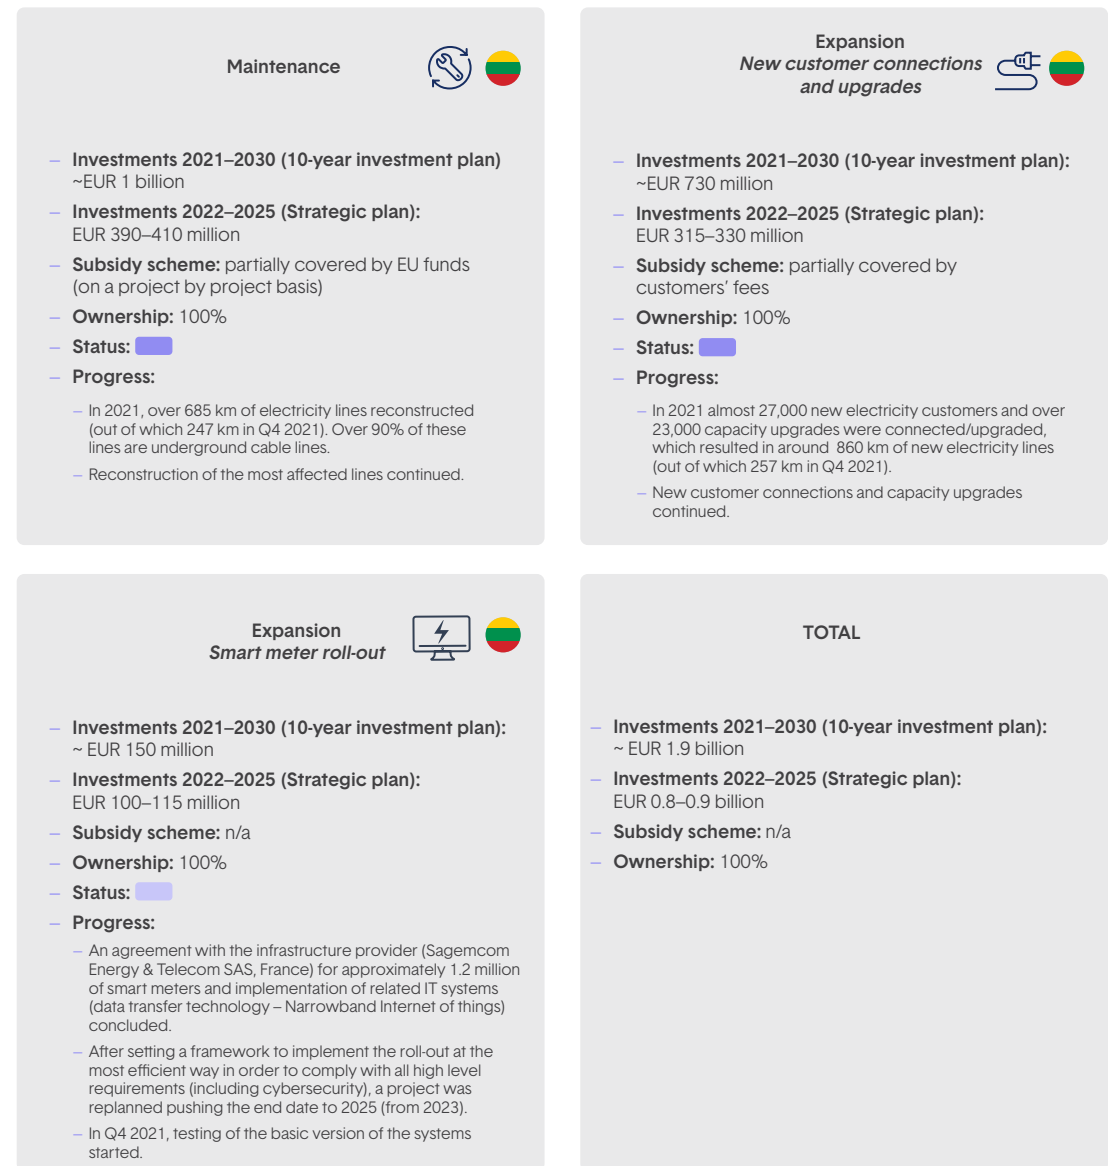 Maintenance
– Investments 2021–2030 (10-year investment plan)
~EUR 1 billion
– Investments 2022–2025 (Strategic plan):
EUR 390–410 million
– Subsidy scheme: partially covered by EU funds
(on a project by project basis)
– Ownership: 100%
– Status:
– Progress:
– In 2021, over 685 km of electricity lines reconstructed
(out of which 247 km in Q4 2021). Over 90% of these
lines are underground cable lines.
– Reconstruction of the most affected lines continued.
Expansion
New customer connections
and upgrades
– Investments 2021–2030 (10-year investment plan):
~EUR 730 million
– Investments 2022–2025 (Strategic plan):
EUR 315–330 million
– Subsidy scheme: partially covered by
customers’ fees
– Ownership: 100%
– Status:
– Progress:
– In 2021 almost 27,000 new electricity customers and over
23,000 capacity upgrades were connected/upgraded,
which resulted in around 860 km of new electricity lines
(out of which 257 km in Q4 2021).
– New customer connections and capacity upgrades
continued.
Expansion
Smart meter roll-out
– Investments 2021–2030 (10-year investment plan):
~ EUR 150 million
– Investments 2022–2025 (Strategic plan):
EUR 100–115 million
– Subsidy scheme: n/a
– Ownership: 100%
– Status:
– Progress:
– An agreement with the infrastructure provider (Sagemcom
Energy & Telecom SAS, France) for approximately 1.2 million
of smart meters and implementation of related IT systems
(data transfer technology – Narrowband Internet of things)
concluded.
– After setting a framework to implement the roll-out at the
most efficient way in order to comply with all high level
requirements (including cybersecurity), a project was
replanned pushing the end date to 2025 (from 2023).
– In Q4 2021, testing of the basic version of the systems
started.
TOTAL
– Investments 2021–2030 (10-year investment plan):
~ EUR 1.9 billion
– Investments 2022–2025 (Strategic plan):
EUR 0.8–0.9 billion
– Subsidy scheme: n/a
– Ownership: 100%